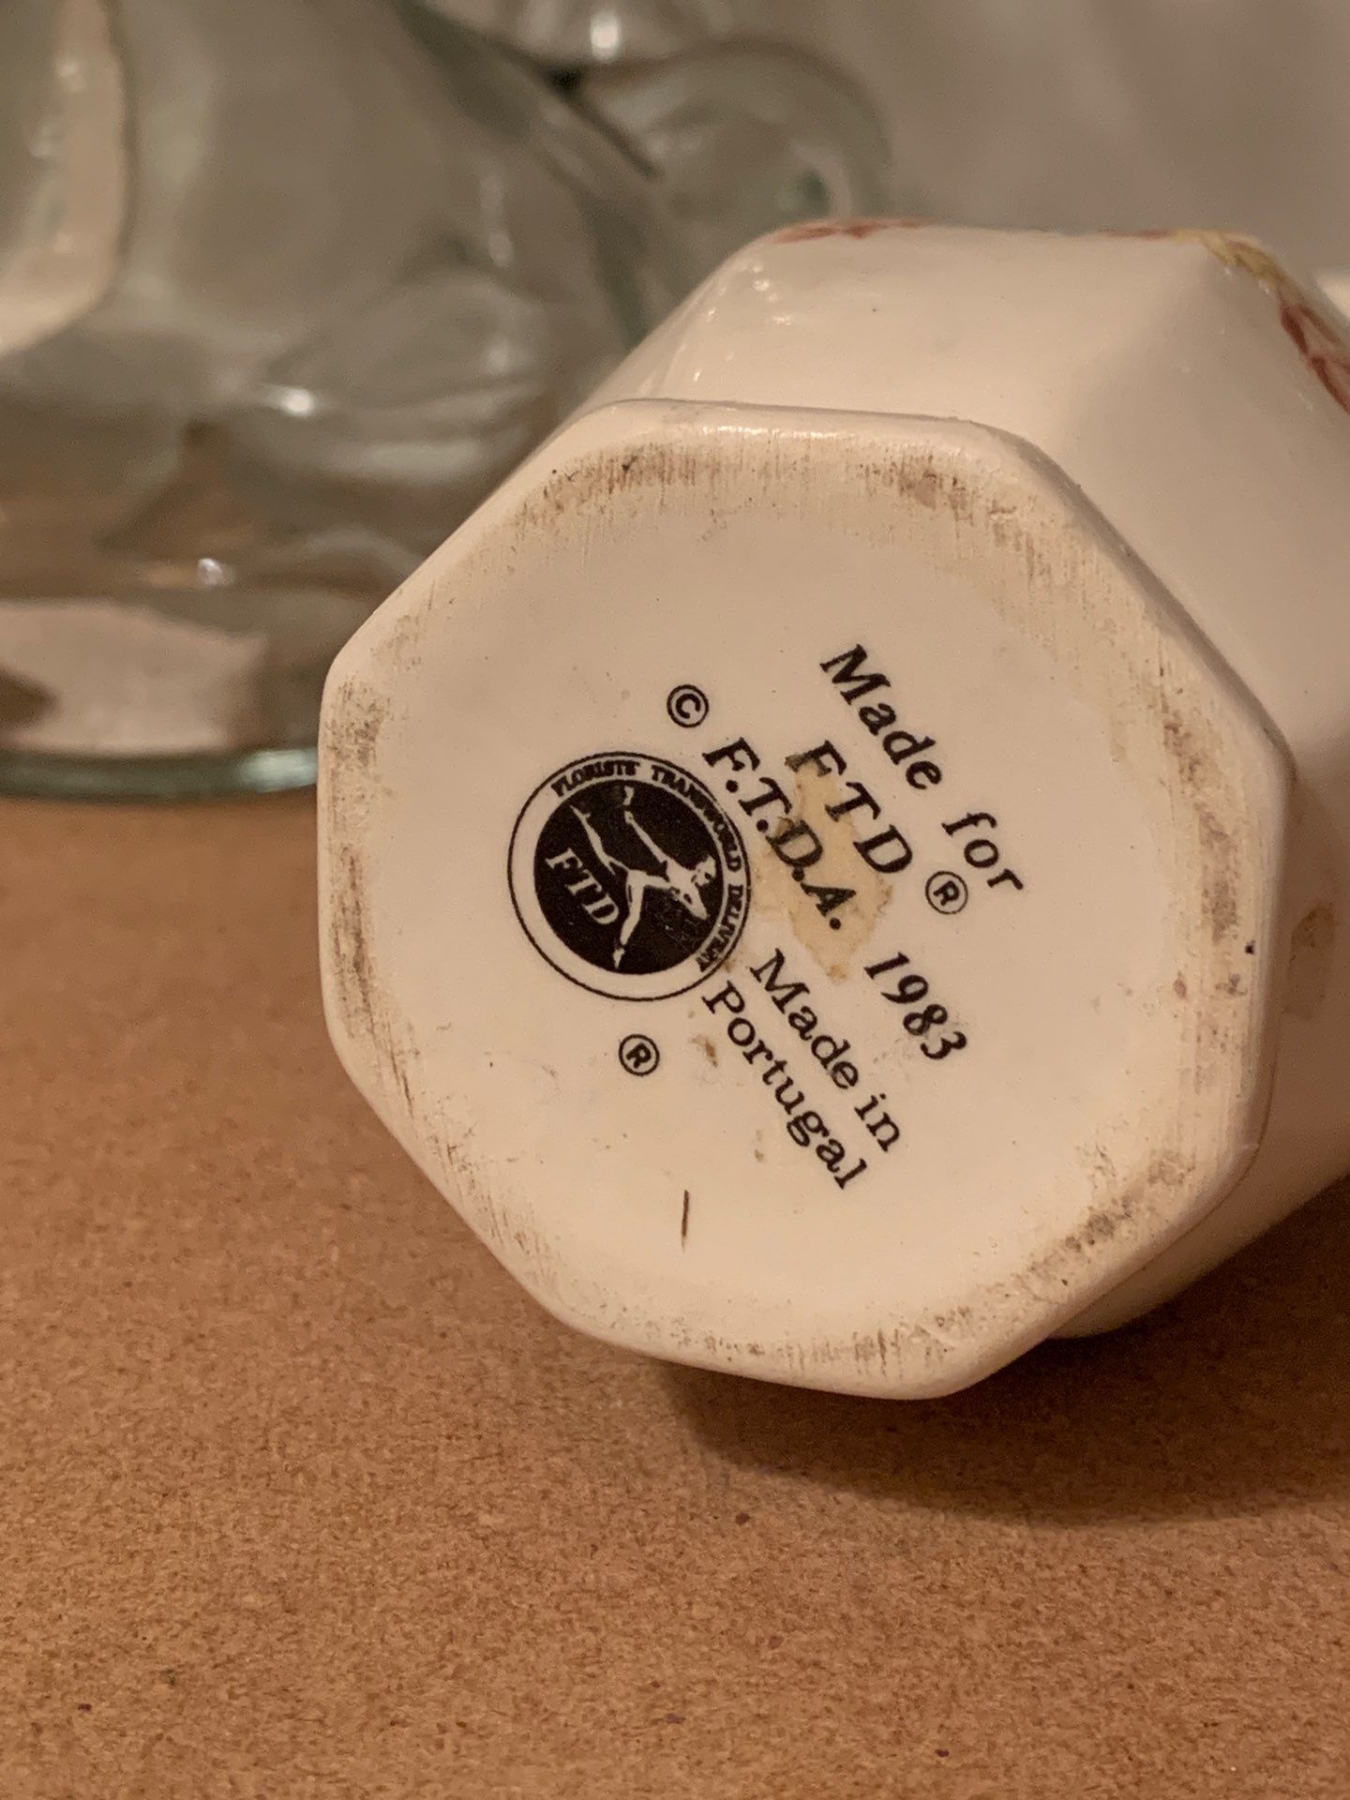 Made for
FTD®
© F.T.D.A. 1983
Made in
Portugal
FLORISTS' TRANSWORLD DELIVERY
FTD
®